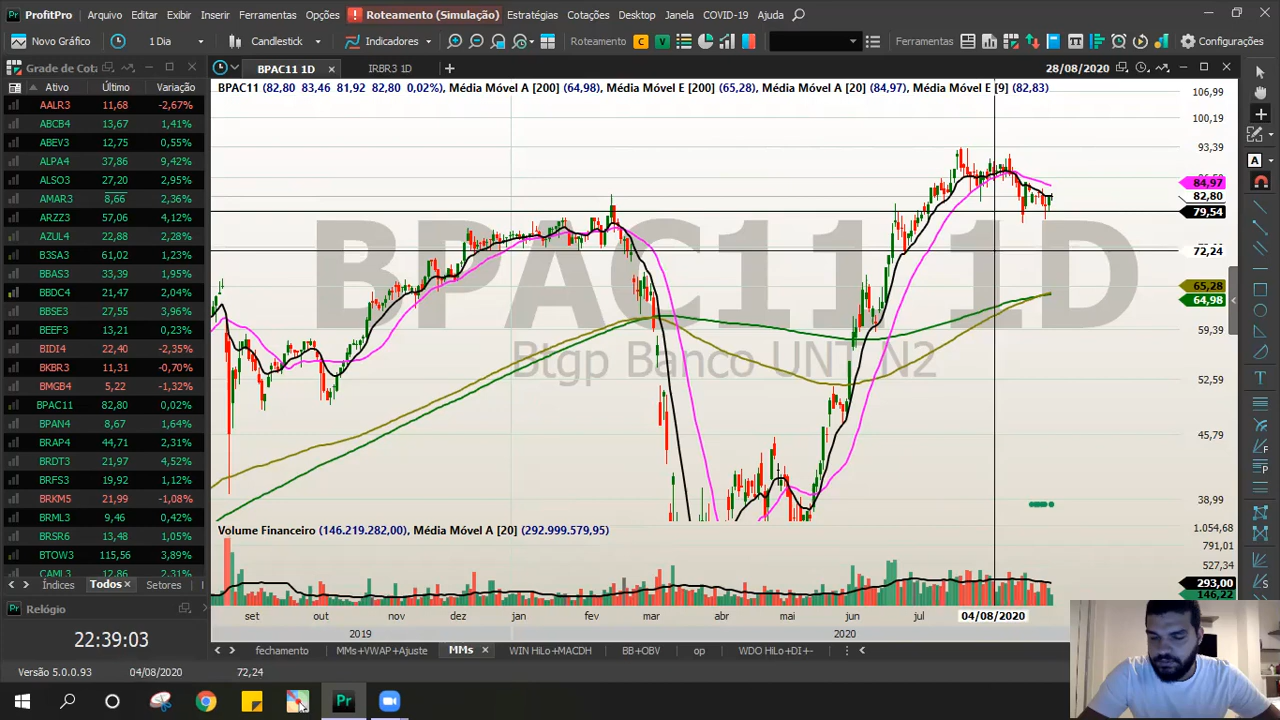 ProfitPro
Arquivo Exibir Inserir Ferramentas Opções Roteamento (Simulação) Estratégias Cotações Desktop Janela COVID-19 Ajuda
Novo Gráfico 1 Dia Candlestick Indicadores Roteamento C V Ferramentas Configurações
Grade de Cota
BPAC11 1D IRBR3 1D
28/08/2020
Ativo Último Variação
AALR3 11,68 -2,67%
ABCB4 13,67 1,41%
ABEV3 12,75 0,55%
ALPA4 37,86 9,42%
ALSO3 27,20 2,95%
AMAR3 8,66 2,36%
ARZZ3 57,06 4,12%
AZUL4 22,88 2,28%
B3SA3 61,02 1,23%
BBAS3 33,39 1,95%
BBDC4 21,47 2,04%
BBSE3 27,55 3,96%
BEEF3 13,21 0,23%
BIDI4 22,40 -2,35%
BKBR3 11,31 -0,70%
BMGB4 5,22 -1,32%
BPAC11 82,80 0,02%
BPAN4 8,67 1,64%
BRAP4 44,71 2,31%
BRDT3 21,97 4,52%
BRFS3 19,92 1,12%
BRKM5 21,99 -1,08%
BRML3 9,46 0,42%
BRSR6 13,48 1,05%
BTOW3 115,56 3,89%
CAML3 12,86 2,31%
Índices Todos Setores
Relógio
22:39:03
BPAC11 (82,80 83,46 81,92 82,80 0,02%), Média Móvel A [200] (64,98), Média Móvel E [200] (65,28), Média Móvel A [20] (84,97), Média Móvel E [9] (82,83)
BPAC11 1D
Btgp Banco UNT N2
106,99
100,19
93,39
84,97
82,80
79,54
72,24
65,28
64,98
59,39
52,59
45,79
38,99
Volume Financeiro (146.219.282,00), Média Móvel A [20] (292.999.579,95)
1.054,68
791,01
527,34
293,00
146,22
set out nov dez jan fev mar abr mai jun jul 04/08/2020
2019 2020
fechamento MMs+VWAP+Ajuste MMs WIN HiLo+MACDH BB+OBV op WDO HiLo+DI+-
Versão 5.0.0.93 04/08/2020 72,24
Pr